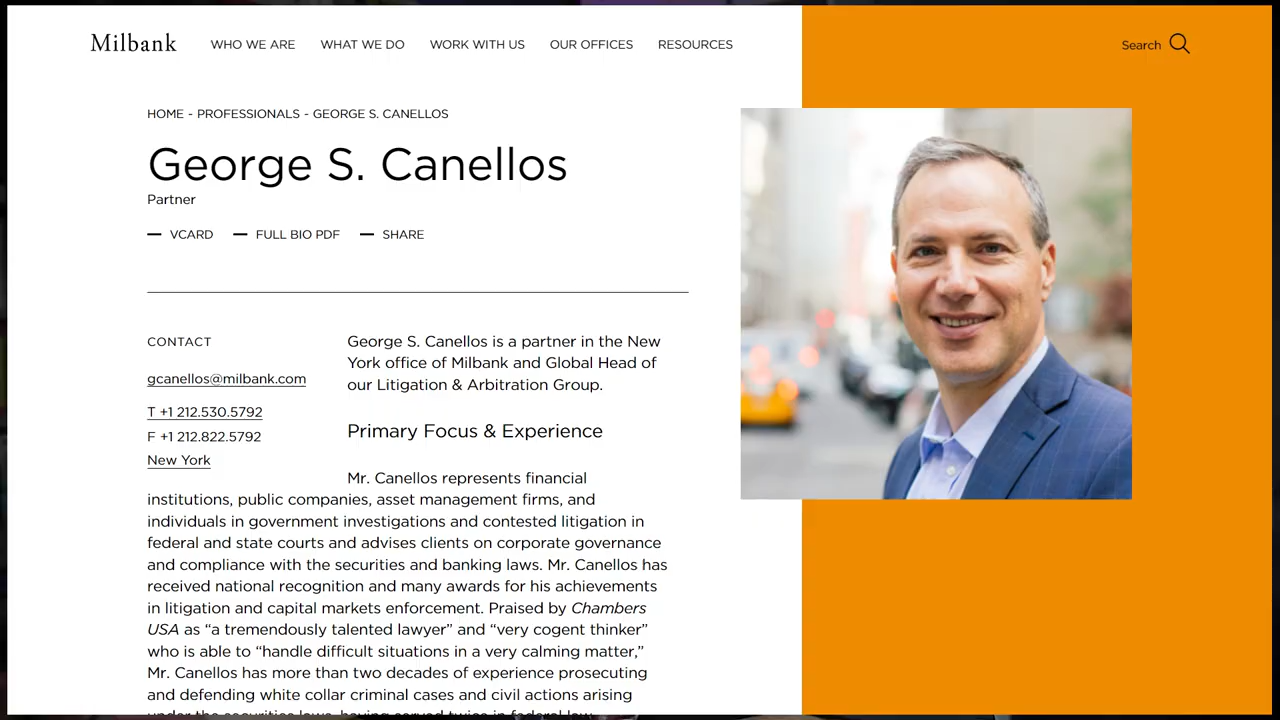 Milbank
WHO WE ARE
WHAT WE DO
WORK WITH US
OUR OFFICES
RESOURCES
Search
HOME - PROFESSIONALS - GEORGE S. CANELLOS
George S. Canellos
Partner
VCARD
FULL BIO PDF
SHARE
CONTACT
gcanellos@milbank.com
T +1 212.530.5792
F +1 212.822.5792
New York
George S. Canellos is a partner in the New
York office of Milbank and Global Head of
our Litigation & Arbitration Group.
Primary Focus & Experience
Mr. Canellos represents financial
institutions, public companies, asset management firms, and
individuals in government investigations and contested litigation in
federal and state courts and advises clients on corporate governance
and compliance with the securities and banking laws. Mr. Canellos has
received national recognition and many awards for his achievements
in litigation and capital markets enforcement. Praised by Chambers
USA as “a tremendously talented lawyer” and “very cogent thinker”
who is able to “handle difficult situations in a very calming matter,”
Mr. Canellos has more than two decades of experience prosecuting
and defending white collar criminal cases and civil actions arising